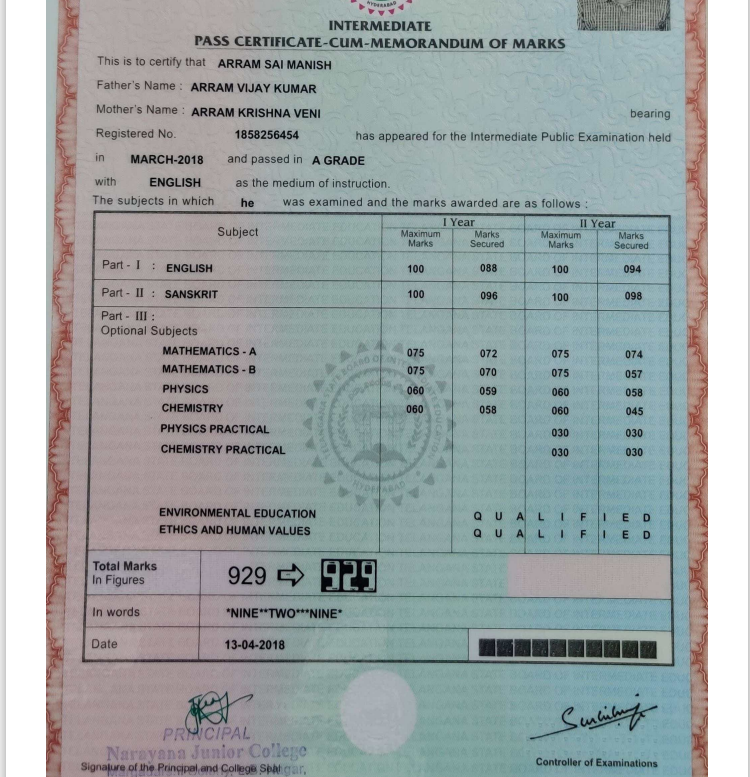 HYDERABAD
INTERMEDIATE
PASS CERTIFICATE-CUM-MEMORANDUM OF MARKS
This is to certify that ARRAM SAI MANISH
Father's Name : ARRAM VIJAY KUMAR
Mother's Name : ARRAM KRISHNA VENI bearing
Registered No. 1858256454 has appeared for the Intermediate Public Examination held
in MARCH-2018 and passed in A GRADE
with ENGLISH as the medium of instruction.
The subjects in which he was examined and the marks awarded are as follows :
Subject I Year II Year
Maximum Marks Marks Secured Maximum Marks Marks Secured
Part - I : ENGLISH 100 088 100 094
Part - II : SANSKRIT 100 096 100 098
Part - III :
Optional Subjects
MATHEMATICS - A 075 072 075 074
MATHEMATICS - B 075 070 075 057
PHYSICS 060 059 060 058
CHEMISTRY 060 058 060 045
PHYSICS PRACTICAL 030 030
CHEMISTRY PRACTICAL 030 030
ENVIRONMENTAL EDUCATION Q U A L I F I E D
ETHICS AND HUMAN VALUES Q U A L I F I E D
Total Marks
In Figures 929 929
In words *NINE**TWO***NINE*
Date 13-04-2018
PRINCIPAL
Narayana Junior College
Signature of the Principal and College Seal
Controller of Examinations